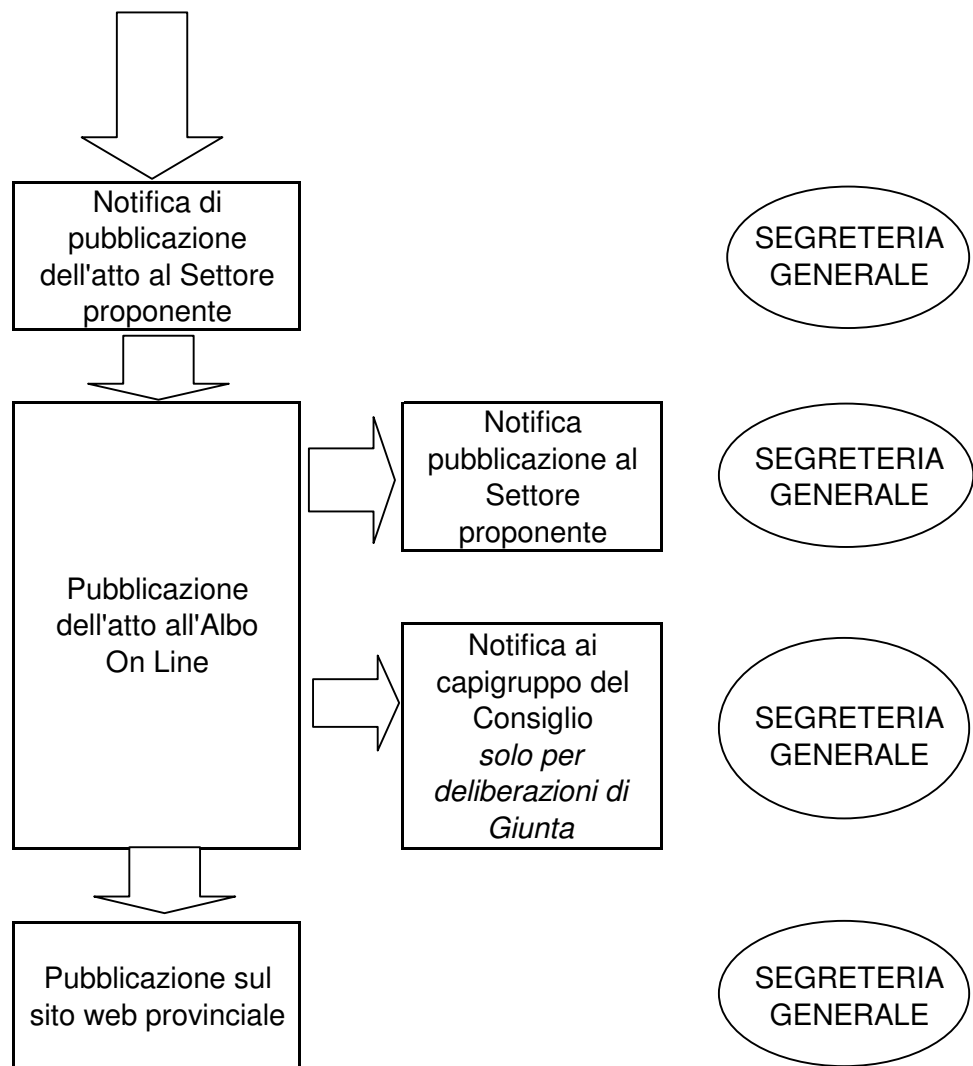 Notifica di
pubblicazione
dell'atto al Settore
proponente
SEGRETERIA
GENERALE
Notifica
pubblicazione al
Settore
proponente
SEGRETERIA
GENERALE
Pubblicazione
dell'atto all'Albo
On Line
Notifica ai
capigruppo del
Consiglio
solo per
deliberazioni di
Giunta
SEGRETERIA
GENERALE
Pubblicazione sul
sito web provinciale
SEGRETERIA
GENERALE